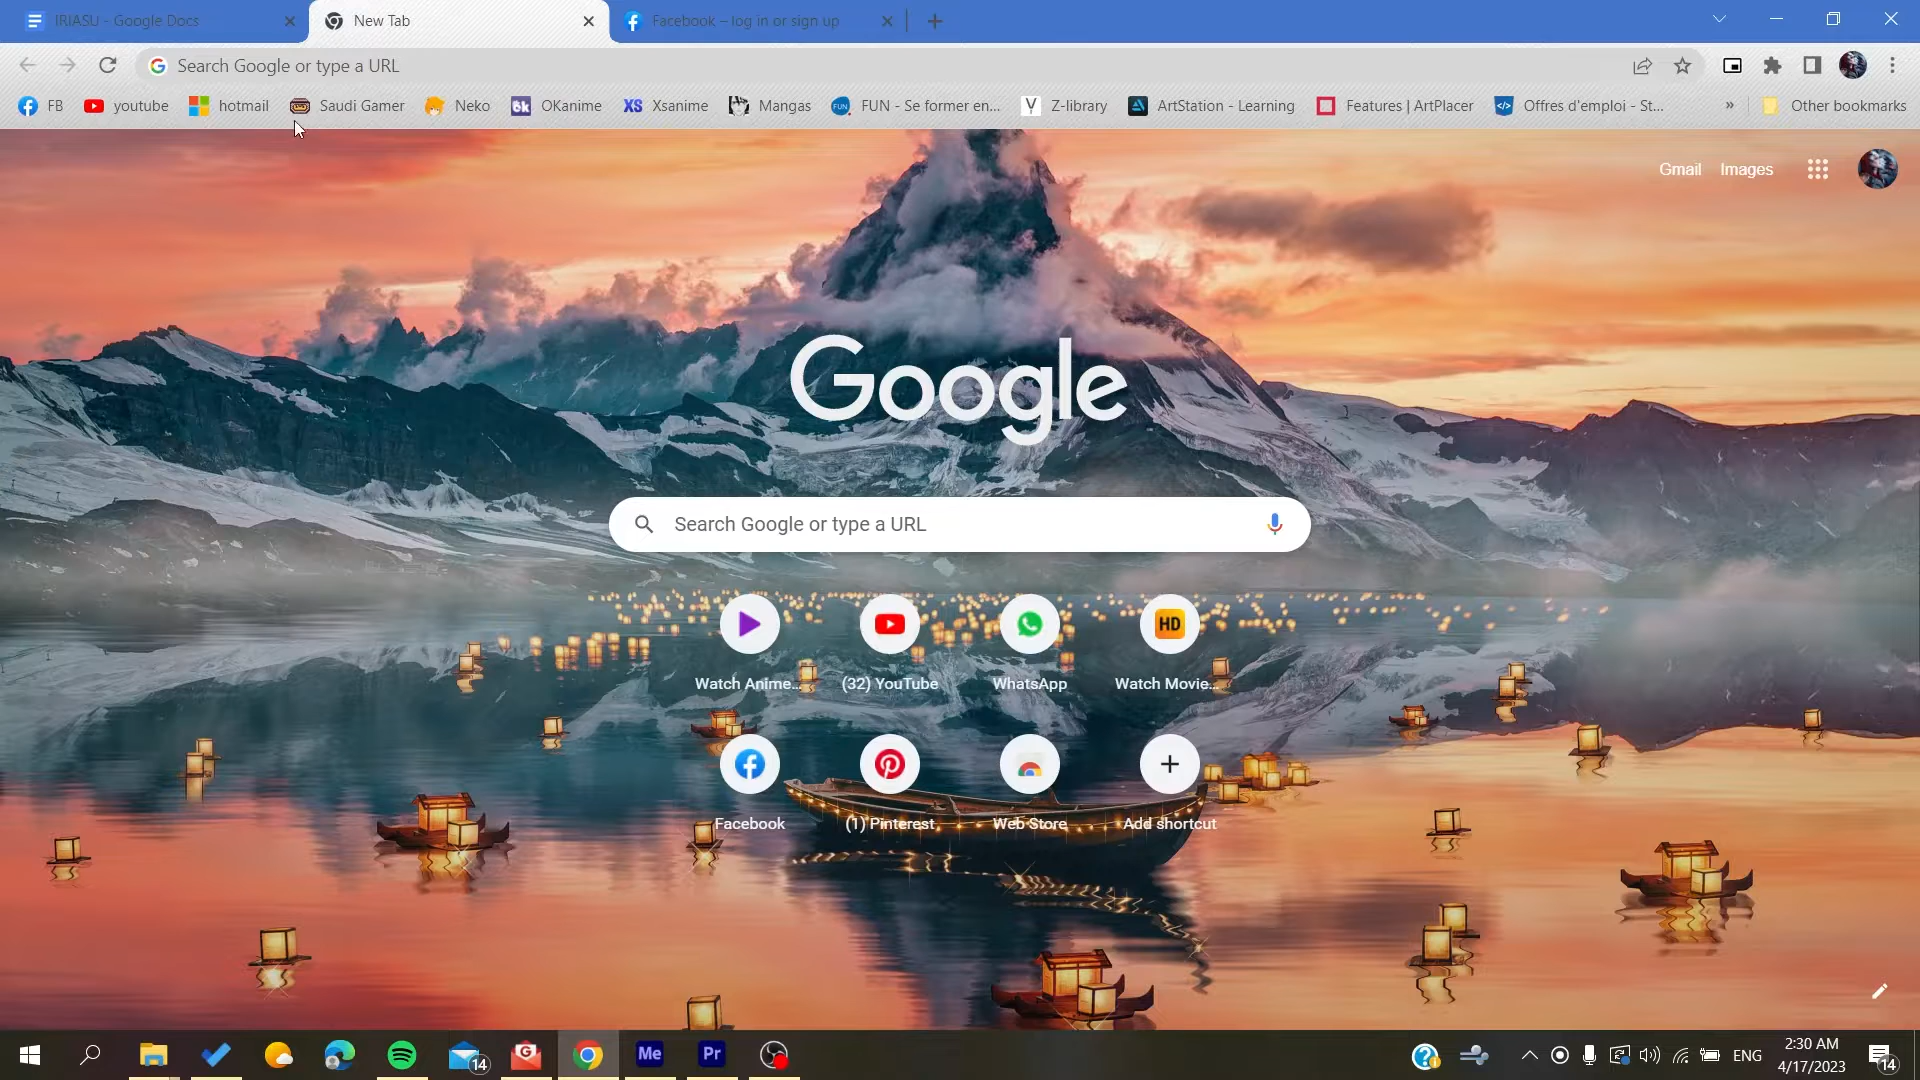 IRIASU - Google Docs
New Tab
Facebook – log in or sign up
Search Google or type a URL
FB
youtube
hotmail
Saudi Gamer
Neko
OKanime
Xsanime
Mangas
FUN - Se former en...
Z-library
ArtStation - Learning
Features | ArtPlacer
Offres d'emploi - St...
»
Other bookmarks
Gmail
Images
Google
Search Google or type a URL
HD
Watch Anime...
(32) YouTube
WhatsApp
Watch Movie...
Facebook
(1) Pinterest
Web Store
Add shortcut
14
Me
Pr
ENG
2:30 AM
4/17/2023
14